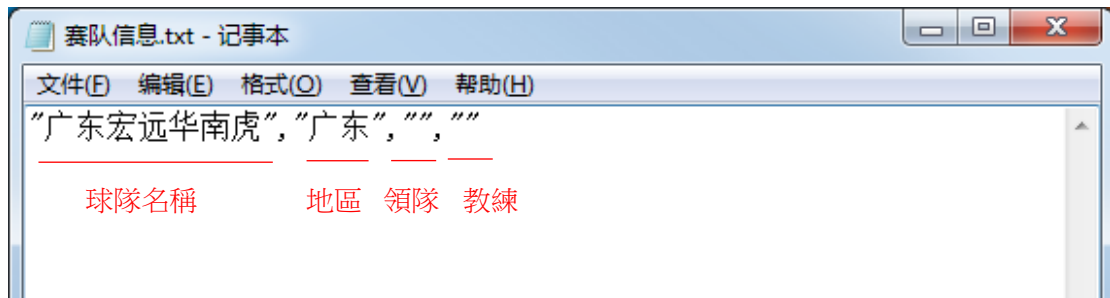 赛队信息.txt - 记事本
文件(F) 编辑(E) 格式(O) 查看(V) 帮助(H)
"广东宏远华南虎","广东","",""
球隊名稱 地區 領隊 教練